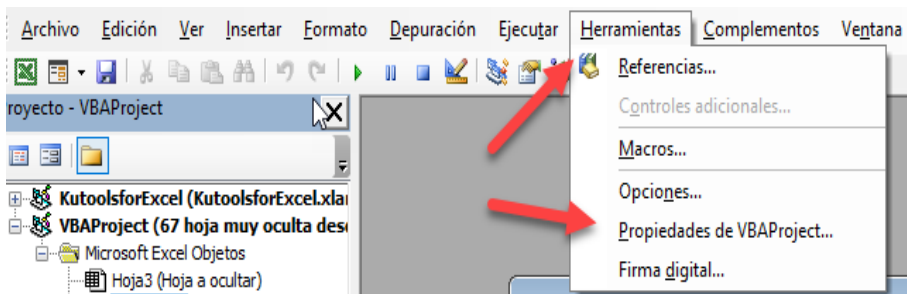 Archivo Edición Ver Insertar Formato Depuración Ejecutar Herramientas Complementos Ventana
Referencias...
royecto - VBAProject
Controles adicionales...
Macros...
Opciones...
KutoolsforExcel (KutoolsforExcel.xlar
VBAProject (67 hoja muy oculta des
Propiedades de VBAProject...
Microsoft Excel Objetos
Firma digital...
Hoja3 (Hoja a ocultar)